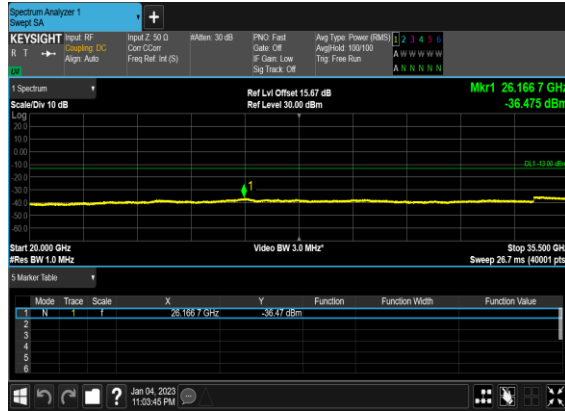 Spectrum Analyzer 1
Swept SA
+
KEYSIGHT Input: RF Input Z: 50 Ω #Atten: 30 dB PNO: Fast Avg Type: Power (RMS) 1 2 3 4 5 6
R T Coupling: DC Corr CCorr Gate: Off Avg|Hold: 100/100 A W W W W W
Align: Auto Freq Ref: Int (S) IF Gain: Low Trig: Free Run
Sig Track: Off A N N N N N
1 Spectrum Ref Lvl Offset 15.67 dB Mkr1 26.166 7 GHz
Scale/Div 10 dB Ref Level 30.00 dBm -36.475 dBm
Log
20.0
10.0
0.00
-10.0 DL1 -13.00 dBm
-20.0
-30.0 1
-40.0
-50.0
-60.0
Start 20.000 GHz Video BW 3.0 MHz* Stop 35.500 GHz
#Res BW 1.0 MHz Sweep 26.7 ms (40001 pts)
5 Marker Table
Mode Trace Scale X Y Function Function Width Function Value
1 N 1 f 26.166 7 GHz -36.47 dBm
2
3
4
5
6
? Jan 04, 2023
11:03:45 PM